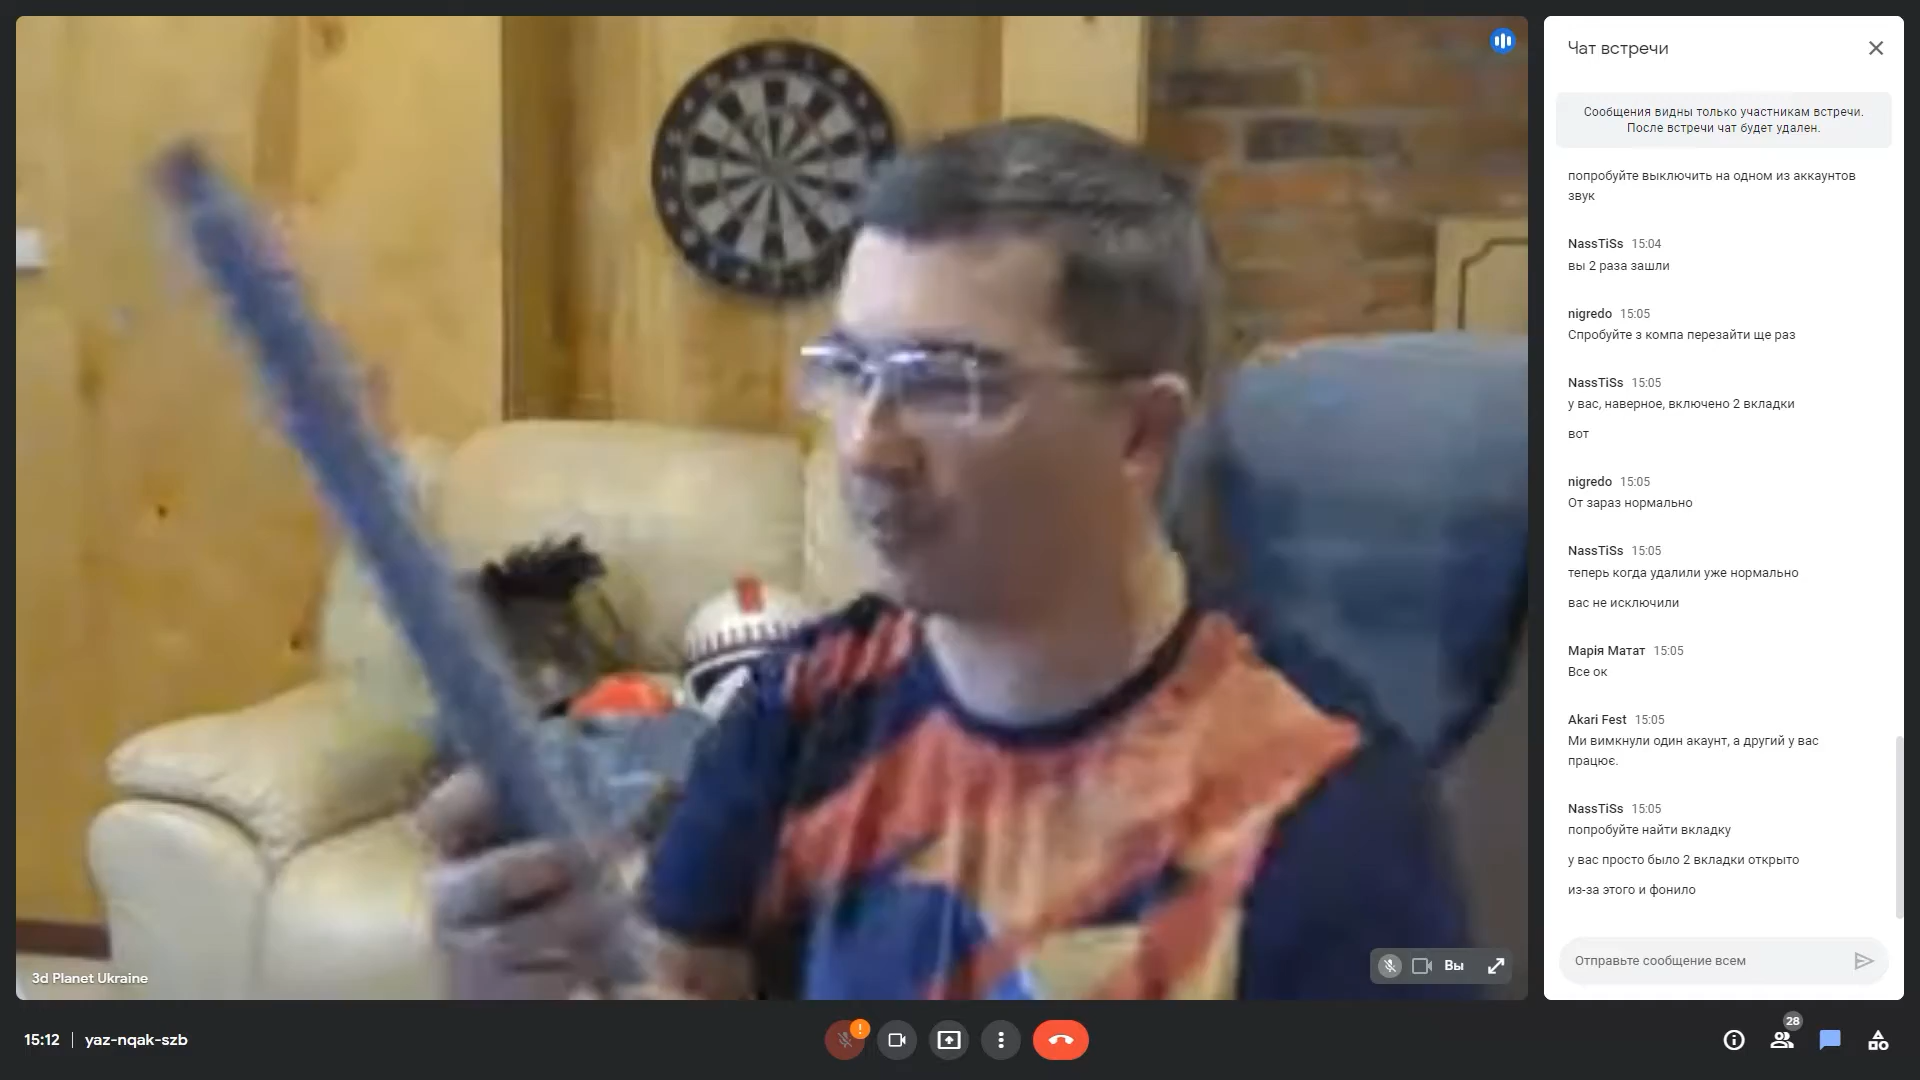 3d Planet Ukraine
Вы
Чат встречи
Сообщения видны только участникам встречи.
После встречи чат будет удален.
попробуйте выключить на одном из аккаунтов
звук
NassTiSs 15:04
вы 2 раза зашли
nigredo 15:05
Спробуйте з компа перезайти ще раз
NassTiSs 15:05
у вас, наверное, включено 2 вкладки
вот
nigredo 15:05
От зараз нормально
NassTiSs 15:05
теперь когда удалили уже нормально
вас не исключили
Марія Матат 15:05
Все ок
Akari Fest 15:05
Ми вимкнули один акаунт, а другий у вас
працює.
NassTiSs 15:05
попробуйте найти вкладку
у вас просто было 2 вкладки открыто
из-за этого и фонило
Отправьте сообщение всем
15:12 | yaz-nqak-szb
28